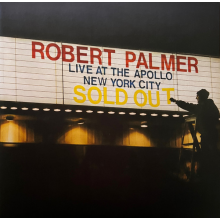 ROBERT PALMER
LIVE AT THE APOLLO
NEW YORK CITY
SOLD OUT